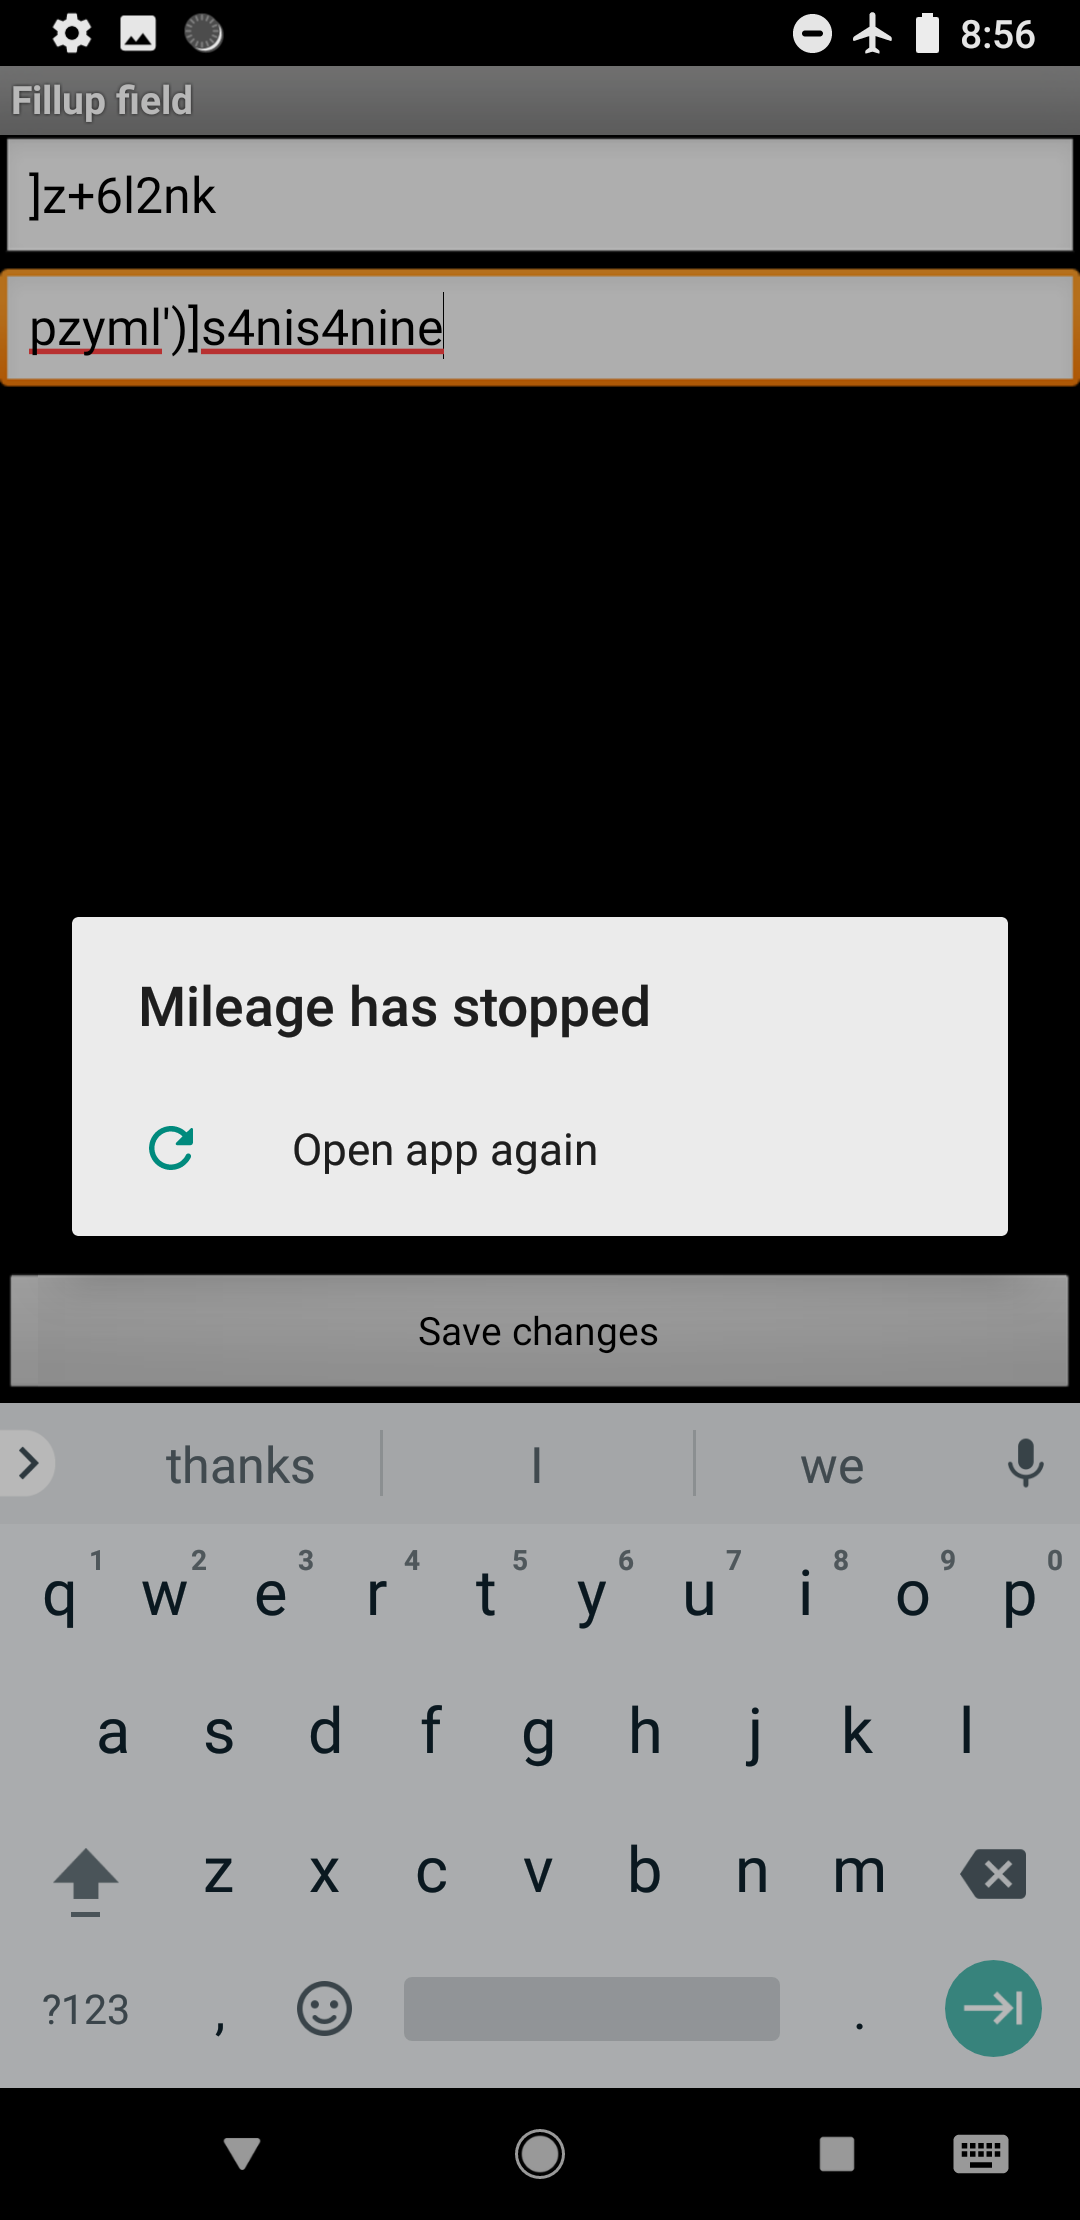 8:56
Fillup field
]z+6l2nk
pzyml')]s4nis4nine
Mileage has stopped
Open app again
Save changes
thanks I we
1 2 3 4 5 6 7 8 9 0
q w e r t y u i o p
a s d f g h j k l
z x c v b n m
?123 , .